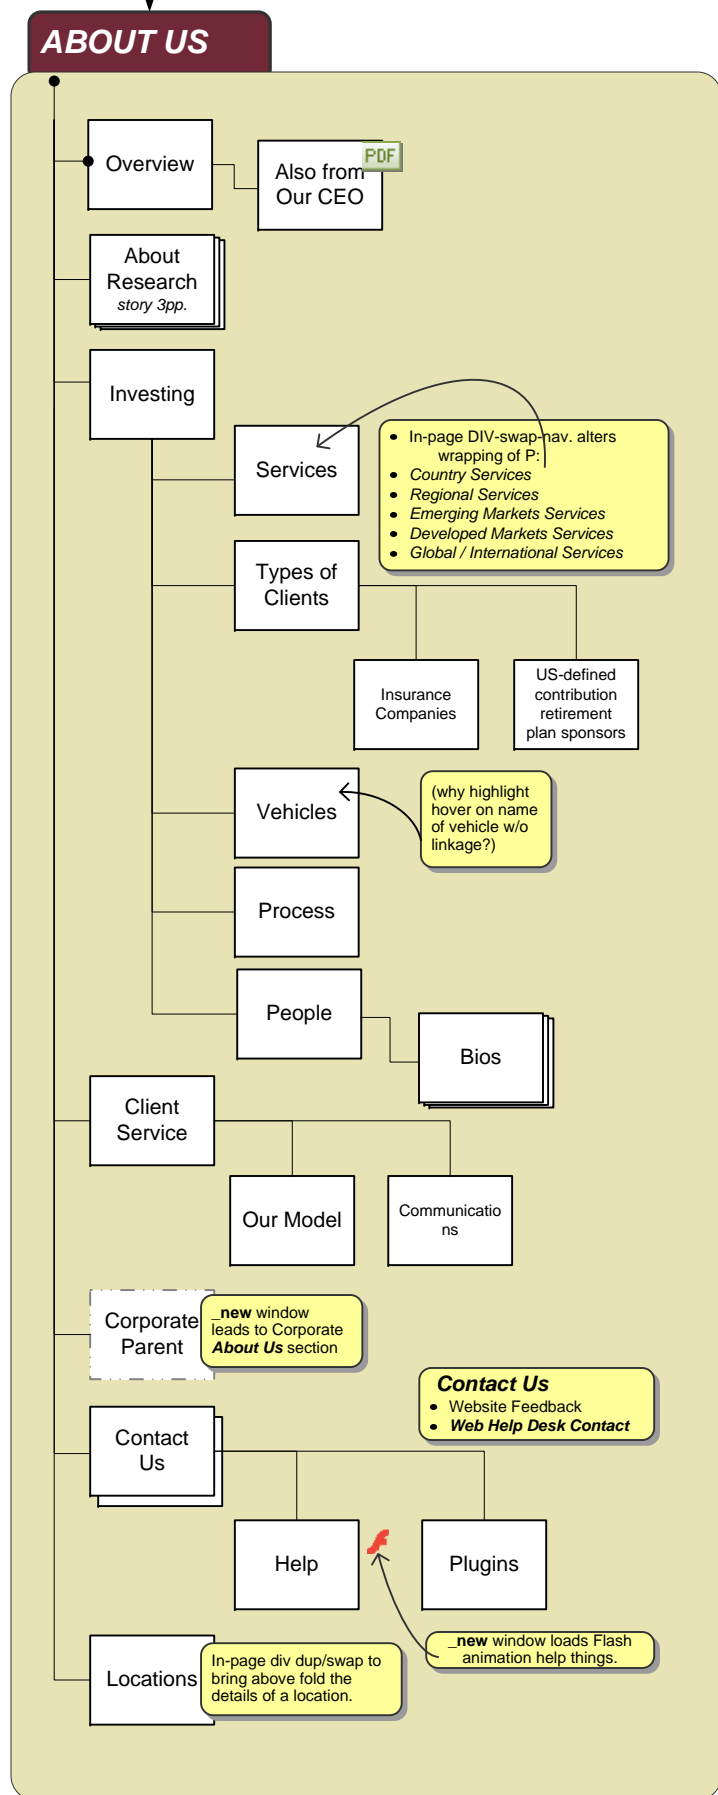 ABOUT US
Overview
Also from
Our CEO
PDF
About
Research
story 3pp.
Investing
Services
• In-page DIV-swap-nav. alters
wrapping of P:
• Country Services
• Regional Services
• Emerging Markets Services
• Developed Markets Services
• Global / International Services
Types of
Clients
Insurance
Companies
US-defined
contribution
retirement
plan sponsors
Vehicles
(why highlight
hover on name
of vehicle w/o
linkage?)
Process
People
Bios
Client
Service
Our Model
Communicatio
ns
Corporate
Parent
_new window
leads to Corporate
About Us section
Contact Us
• Website Feedback
• Web Help Desk Contact
Contact
Us
Help
Plugins
_new window loads Flash
animation help things.
Locations
In-page div dup/swap to
bring above fold the
details of a location.